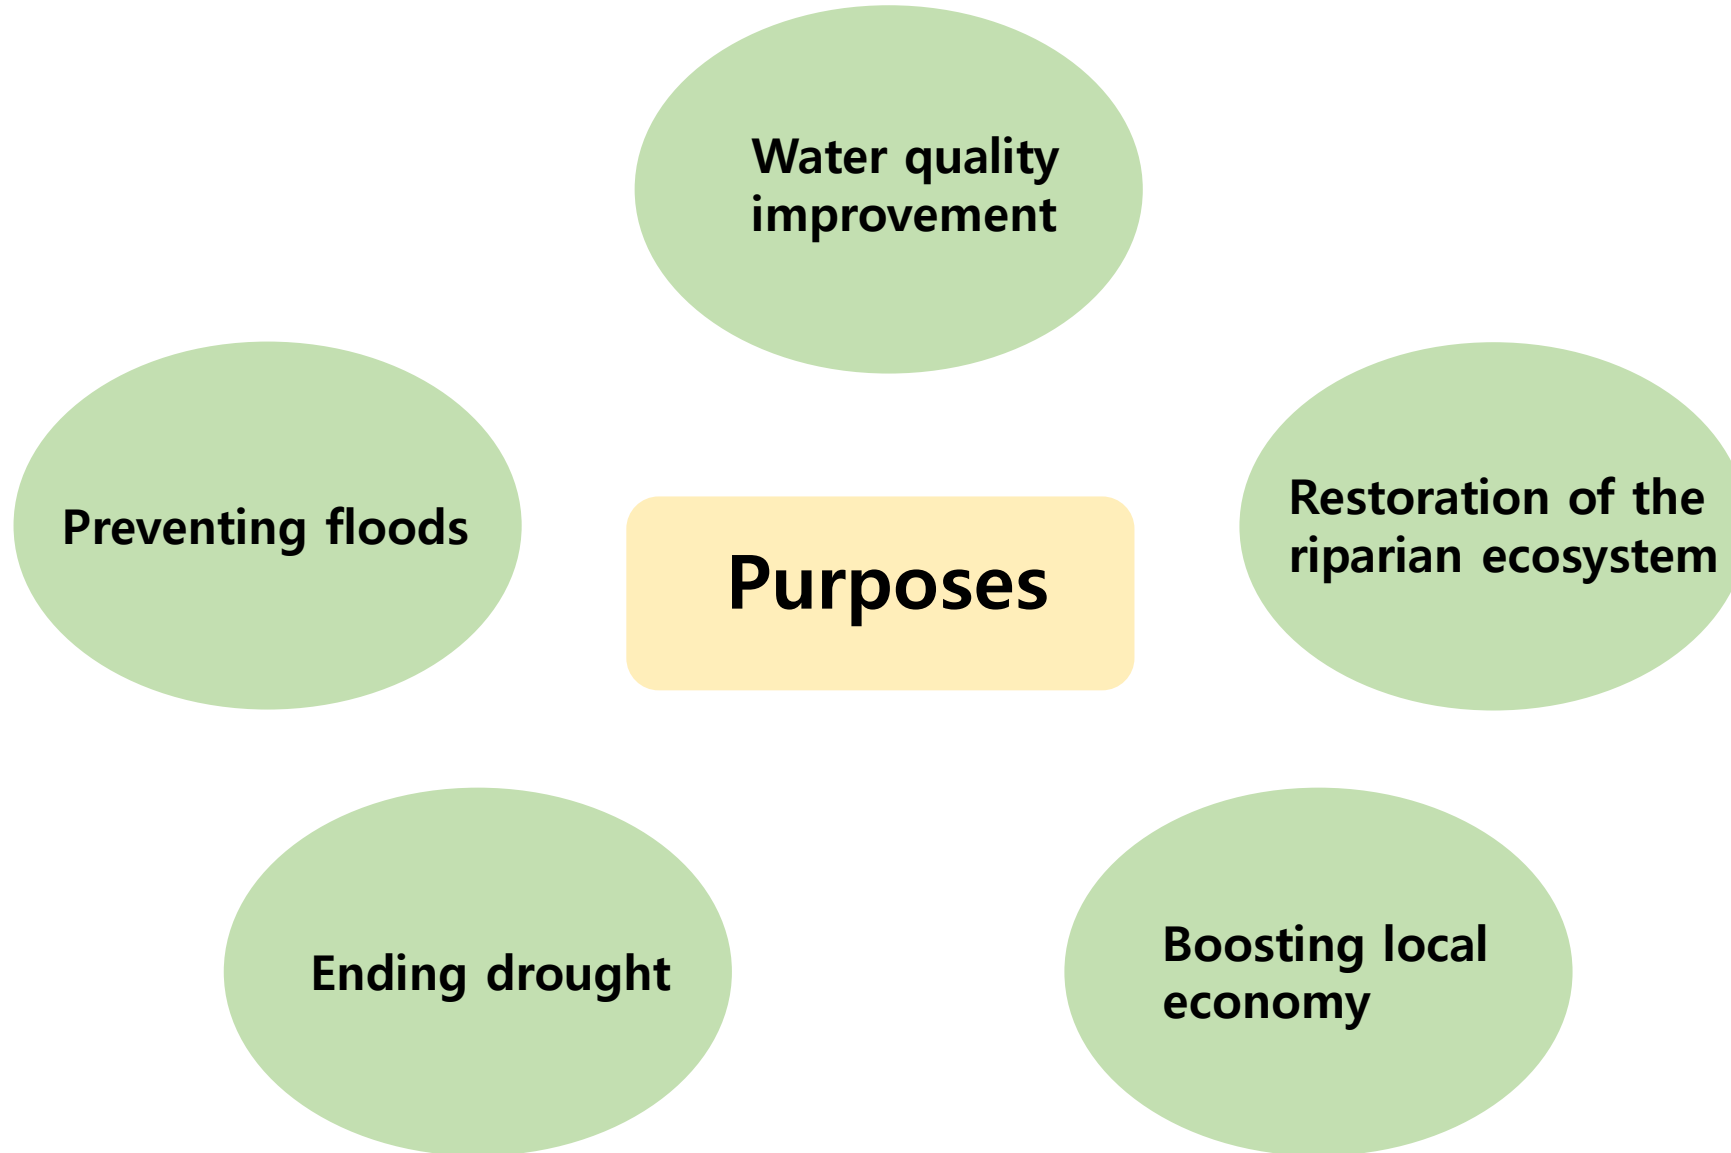 Water quality
improvement
Preventing floods
Restoration of the
riparian ecosystem
Purposes
Ending drought
Boosting local
economy